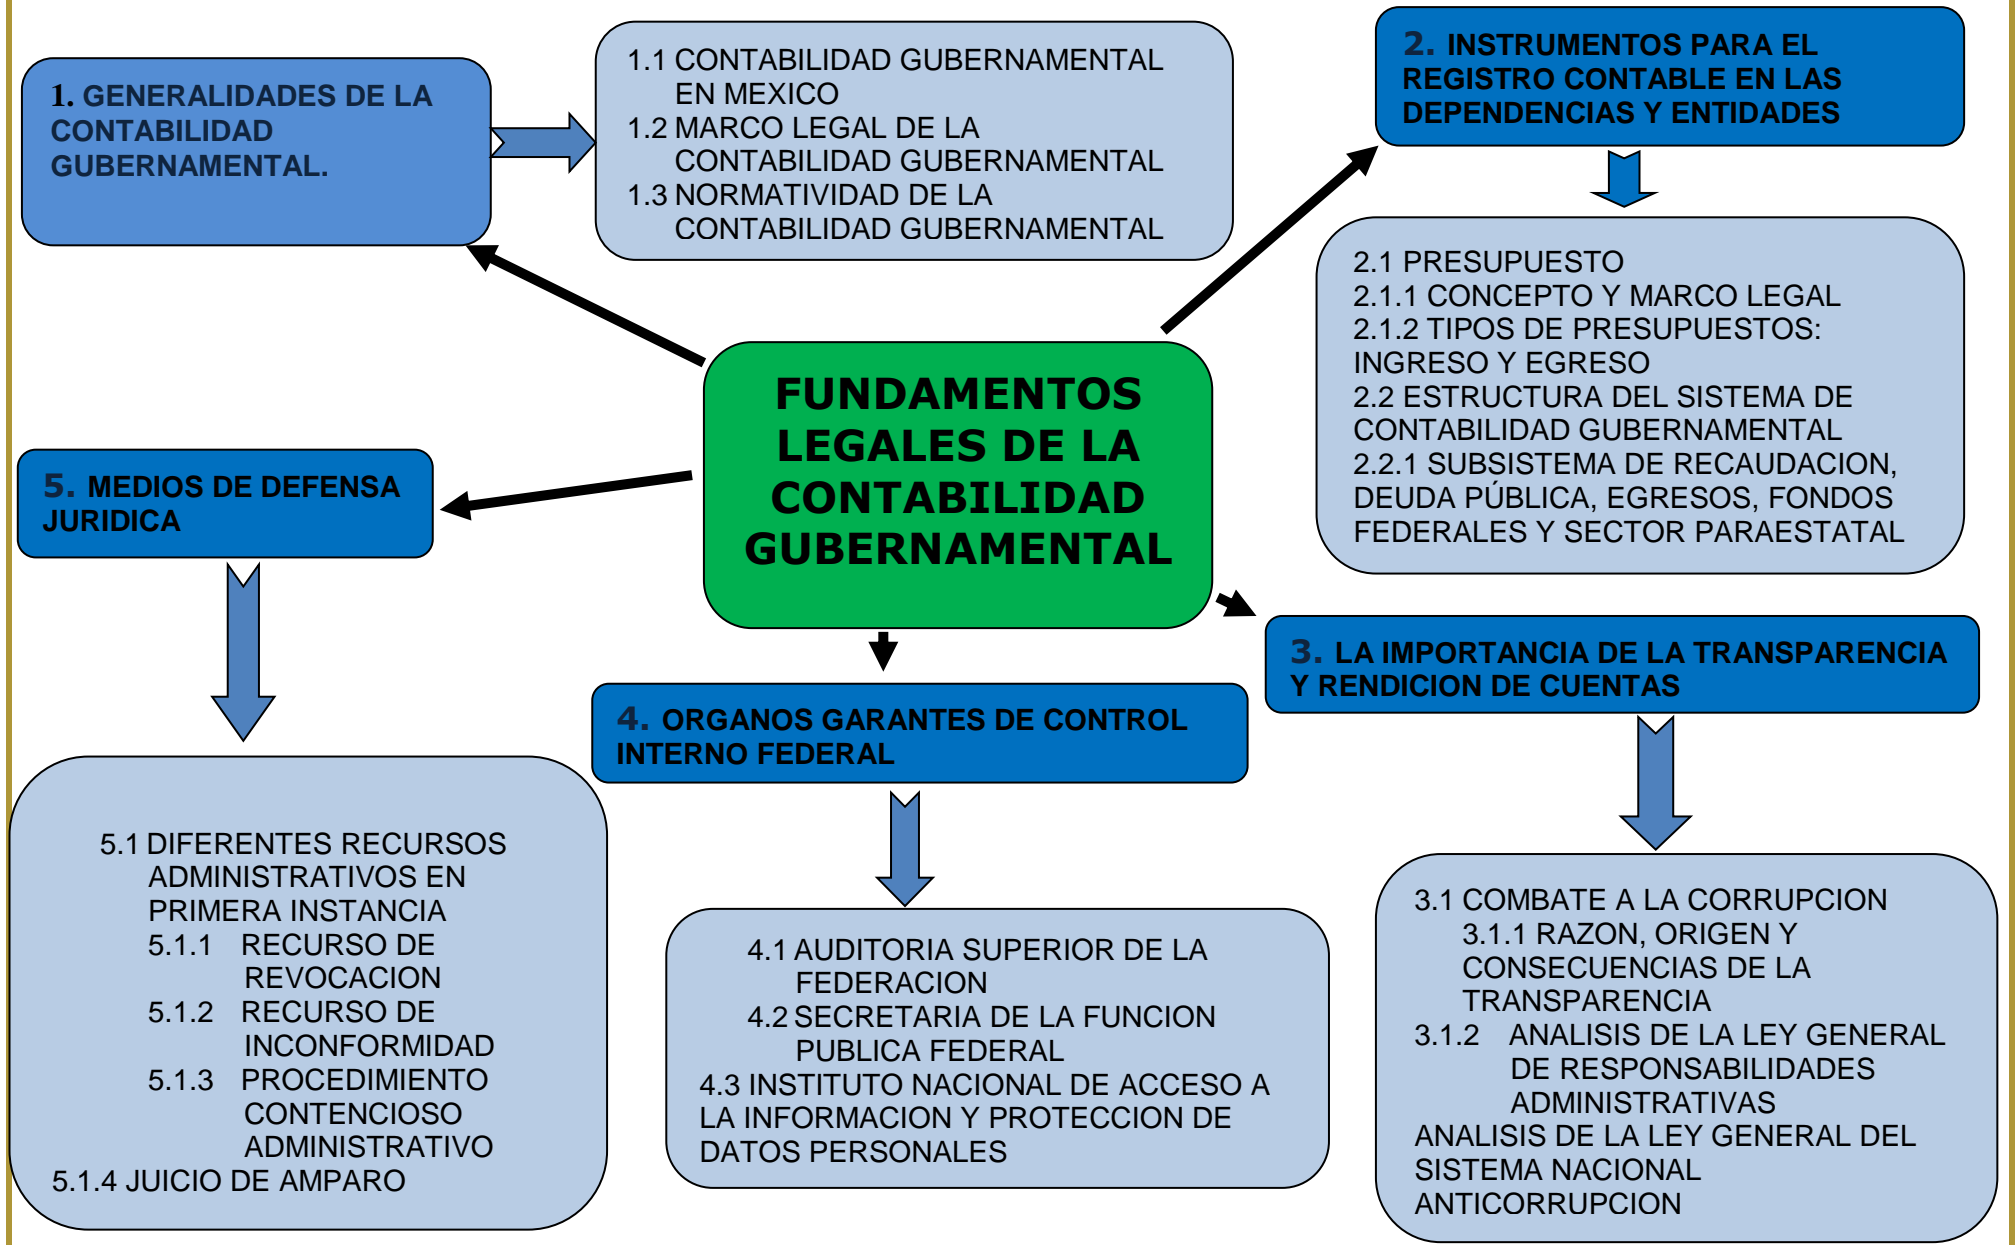 1. GENERALIDADES DE LA
CONTABILIDAD
GUBERNAMENTAL.
1.1 CONTABILIDAD GUBERNAMENTAL
EN MEXICO
1.2 MARCO LEGAL DE LA
CONTABILIDAD GUBERNAMENTAL
1.3 NORMATIVIDAD DE LA
CONTABILIDAD GUBERNAMENTAL
2. INSTRUMENTOS PARA EL
REGISTRO CONTABLE EN LAS
DEPENDENCIAS Y ENTIDADES
2.1 PRESUPUESTO
2.1.1 CONCEPTO Y MARCO LEGAL
2.1.2 TIPOS DE PRESUPUESTOS:
INGRESO Y EGRESO
2.2 ESTRUCTURA DEL SISTEMA DE
CONTABILIDAD GUBERNAMENTAL
2.2.1 SUBSISTEMA DE RECAUDACION,
DEUDA PÚBLICA, EGRESOS, FONDOS
FEDERALES Y SECTOR PARAESTATAL
FUNDAMENTOS
LEGALES DE LA
CONTABILIDAD
GUBERNAMENTAL
5. MEDIOS DE DEFENSA
JURIDICA
3. LA IMPORTANCIA DE LA TRANSPARENCIA
Y RENDICION DE CUENTAS
4. ORGANOS GARANTES DE CONTROL
INTERNO FEDERAL
5.1 DIFERENTES RECURSOS
ADMINISTRATIVOS EN
PRIMERA INSTANCIA
5.1.1 RECURSO DE
REVOCACION
5.1.2 RECURSO DE
INCONFORMIDAD
5.1.3 PROCEDIMIENTO
CONTENCIOSO
ADMINISTRATIVO
5.1.4 JUICIO DE AMPARO
4.1 AUDITORIA SUPERIOR DE LA
FEDERACION
4.2 SECRETARIA DE LA FUNCION
PUBLICA FEDERAL
4.3 INSTITUTO NACIONAL DE ACCESO A
LA INFORMACION Y PROTECCION DE
DATOS PERSONALES
3.1 COMBATE A LA CORRUPCION
3.1.1 RAZON, ORIGEN Y
CONSECUENCIAS DE LA
TRANSPARENCIA
3.1.2 ANALISIS DE LA LEY GENERAL
DE RESPONSABILIDADES
ADMINISTRATIVAS
ANALISIS DE LA LEY GENERAL DEL
SISTEMA NACIONAL
ANTICORRUPCION